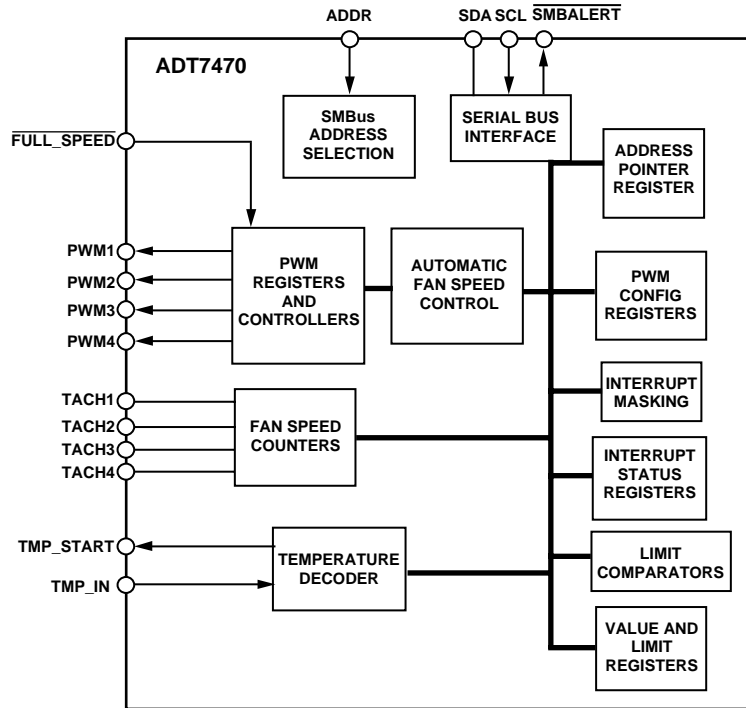 ADDR
SDA SCL SMBALERT
ADT7470
SMBus
ADDRESS
SELECTION
SERIAL BUS
INTERFACE
FULL_SPEED
ADDRESS
POINTER
REGISTER
PWM1
PWM2
PWM3
PWM4
PWM
REGISTERS
AND
CONTROLLERS
AUTOMATIC
FAN SPEED
CONTROL
PWM
CONFIG
REGISTERS
INTERRUPT
MASKING
TACH1
TACH2
TACH3
TACH4
FAN SPEED
COUNTERS
INTERRUPT
STATUS
REGISTERS
TMP_START
TMP_IN
TEMPERATURE
DECODER
LIMIT
COMPARATORS
VALUE AND
LIMIT
REGISTERS